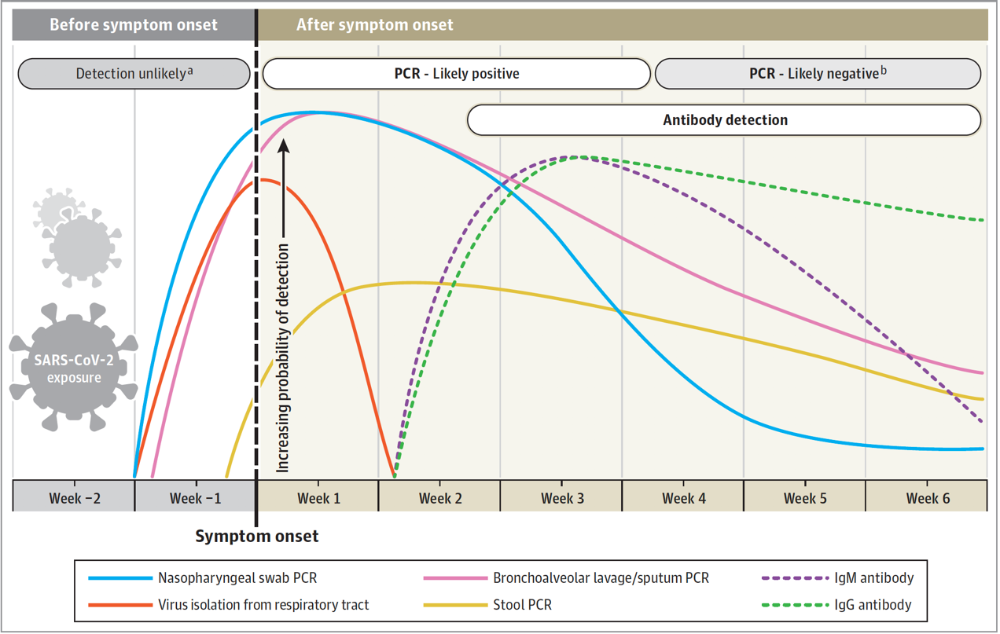 Before symptom onset
After symptom onset
Detection unlikelya
PCR - Likely positive
PCR - Likely negativeb
Antibody detection
SARS-CoV-2
exposure
Increasing probability of detection
Week −2
Week −1
Week 1
Week 2
Week 3
Week 4
Week 5
Week 6
Symptom onset
Nasopharyngeal swab PCR
Bronchoalveolar lavage/sputum PCR
IgM antibody
Virus isolation from respiratory tract
Stool PCR
IgG antibody